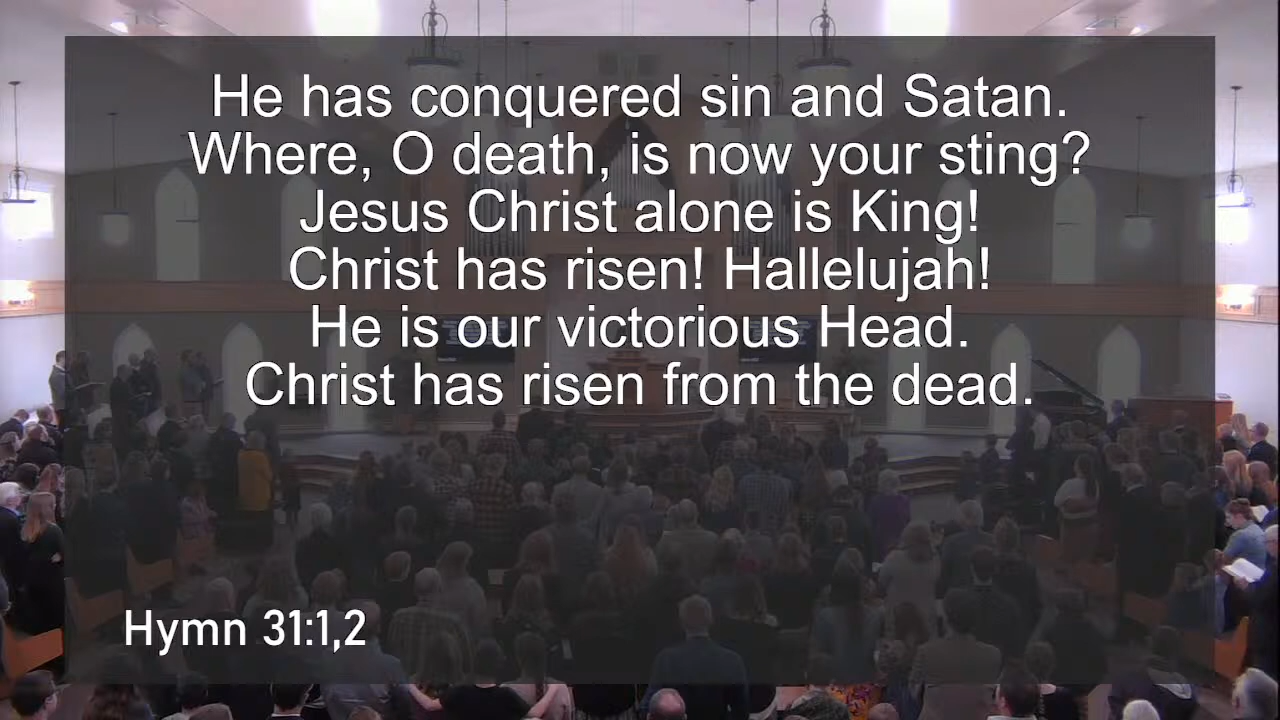 He has conquered sin and Satan.
Where, O death, is now your sting?
Jesus Christ alone is King!
Christ has risen! Hallelujah!
He is our victorious Head.
Christ has risen from the dead.
Hymn 31:1,2